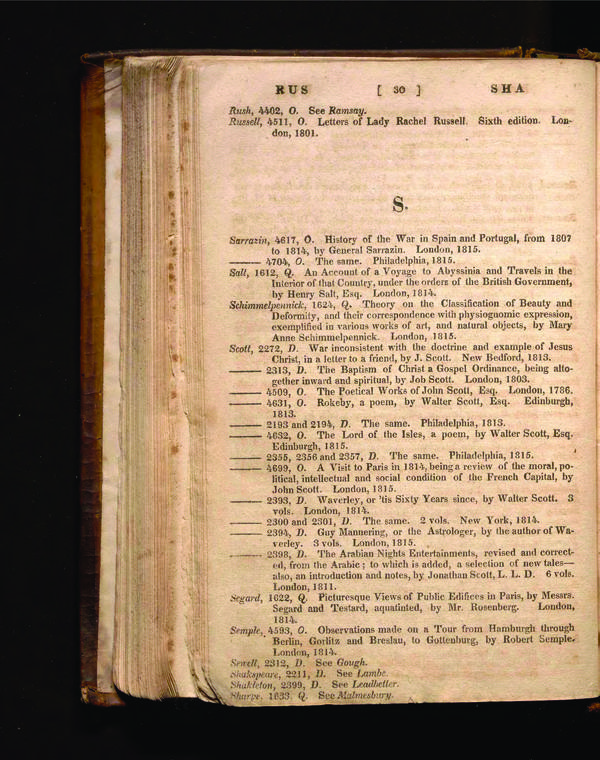 RUS [ 30 ] SHA
Rush, 4402, O. See Ramsay.
Russell, 4511, O. Letters of Lady Rachel Russell. Sixth edition. Lon-
don, 1801.
S.
Sarrazin, 4617, O. History of the War in Spain and Portugal, from 1807
to 1814, by General Sarrazin. London, 1815.
——— 4704, O. The same. Philadelphia, 1815.
Salt, 1612, Q. An Account of a Voyage to Abyssinia and Travels in the
Interior of that Country, under the orders of the British Government,
by Henry Salt, Esq. London, 1814.
Schimmelpennick, 1624, Q. Theory on the Classification of Beauty and
Deformity, and their correspondence with physiognomic expression,
exemplified in various works of art, and natural objects, by Mary
Anne Schimmelpennick. London, 1815.
Scott, 2272, D. War inconsistent with the doctrine and example of Jesus
Christ, in a letter to a friend, by J. Scott. New Bedford, 1813.
——— 2313, D. The Baptism of Christ a Gospel Ordinance, being alto-
gether inward and spiritual, by Job Scott. London, 1803.
——— 4509, O. The Poetical Works of John Scott, Esq. London, 1786.
——— 4631, O. Rokeby, a poem, by Walter Scott, Esq. Edinburgh,
1813.
——— 2193 and 2194, D. The same. Philadelphia, 1813.
——— 4632, O. The Lord of the Isles, a poem, by Walter Scott, Esq.
Edinburgh, 1815.
——— 2355, 2356 and 2357, D. The same. Philadelphia, 1815.
——— 4699, O. A Visit to Paris in 1814, being a review of the moral, po-
litical, intellectual and social condition of the French Capital, by
John Scott. London, 1815.
——— 2393, D. Waverley, or 'tis Sixty Years since, by Walter Scott. 3
vols. London, 1814.
——— 2300 and 2301, D. The same. 2 vols. New York, 1814.
——— 2394, D. Guy Mannering, or the Astrologer, by the author of Wa-
verley. 3 vols. London, 1815.
——— 2398, D. The Arabian Nights Entertainments, revised and correct-
ed, from the Arabic; to which is added, a selection of new tales—
also, an introduction and notes, by Jonathan Scott, L. L. D. 6 vols.
London, 1811.
Segard, 1622, Q. Picturesque Views of Public Edifices in Paris, by Messrs.
Segard and Testard, aquatinted, by Mr. Rosenberg. London,
1814.
Semple, 4593, O. Observations made on a Tour from Hamburgh through
Berlin, Gorlitz and Breslau, to Gottenburg, by Robert Semple.
London, 1814.
Sewell, 2312, D. See Gough.
Shakspeare, 2211, D. See Lambe.
Shakleton, 2399, D. See Leadbetter.
Sharpe, 1633, Q. See Malmesbury.